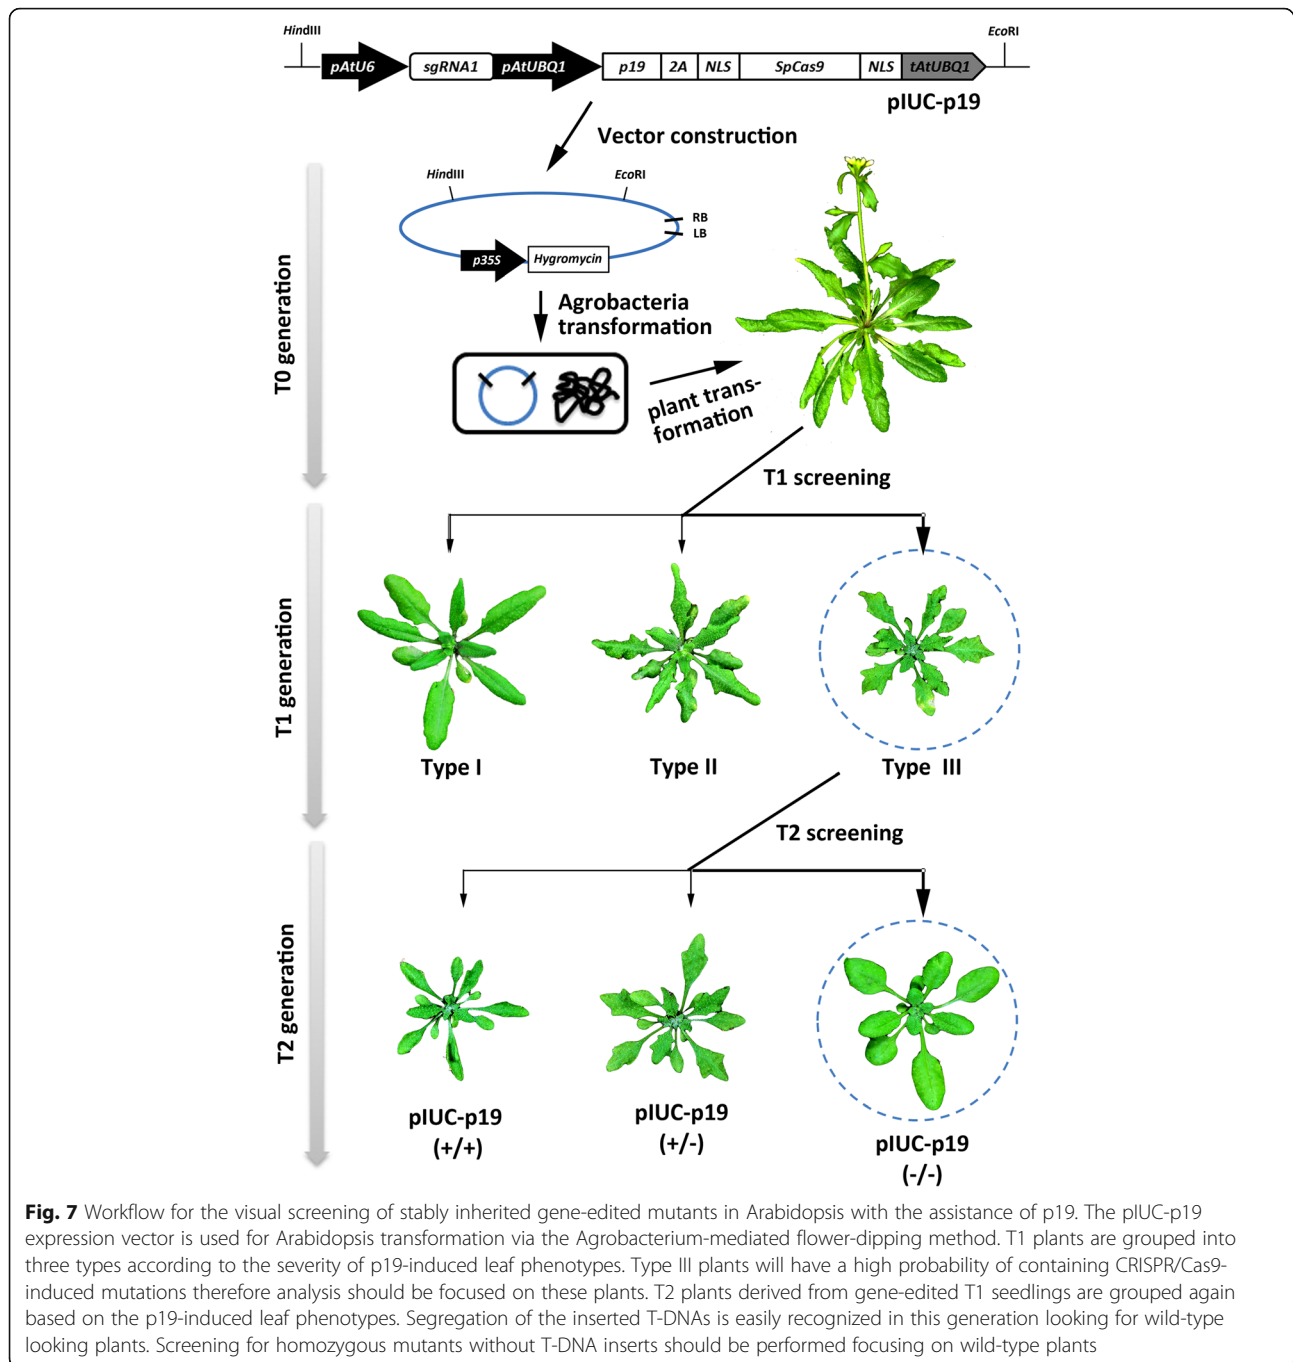 HindIII
EcoRI
pAtU6 sgRNA1 pAtUBQ1 p19 2A NLS SpCas9 NLS tAtUBQ1
pIUC-p19
Vector construction
HindIII
EcoRI
RB
LB
p35S Hygromycin
Agrobacteria
transformation
plant trans-
formation
T0 generation
T1 screening
T1 generation
Type I
Type II
Type III
T2 screening
T2 generation
pIUC-p19
(+/+)
pIUC-p19
(+/-)
pIUC-p19
(-/-)
Fig. 7 Workflow for the visual screening of stably inherited gene-edited mutants in Arabidopsis with the assistance of p19. The pIUC-p19
expression vector is used for Arabidopsis transformation via the Agrobacterium-mediated flower-dipping method. T1 plants are grouped into
three types according to the severity of p19-induced leaf phenotypes. Type III plants will have a high probability of containing CRISPR/Cas9-
induced mutations therefore analysis should be focused on these plants. T2 plants derived from gene-edited T1 seedlings are grouped again
based on the p19-induced leaf phenotypes. Segregation of the inserted T-DNAs is easily recognized in this generation looking for wild-type
looking plants. Screening for homozygous mutants without T-DNA inserts should be performed focusing on wild-type plants